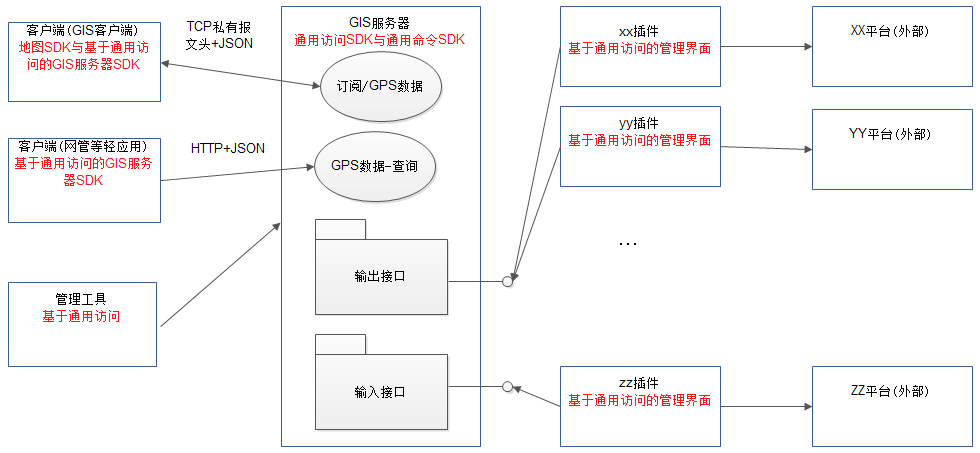 客户端(GIS客户端)
地图SDK与基于通用访
问的GIS服务器SDK
TCP私有报
文头+JSON
客户端(网管等轻应用)
基于通用访问的GIS服务
器SDK
HTTP+JSON
管理工具
基于通用访问
GIS服务器
通用访问SDK与通用命令SDK
订阅/GPS数据
GPS数据-查询
输出接口
输入接口
xx插件
基于通用访问的管理界面
XX平台(外部)
yy插件
基于通用访问的管理界面
YY平台(外部)
...
zz插件
基于通用访问的管理界面
ZZ平台(外部)